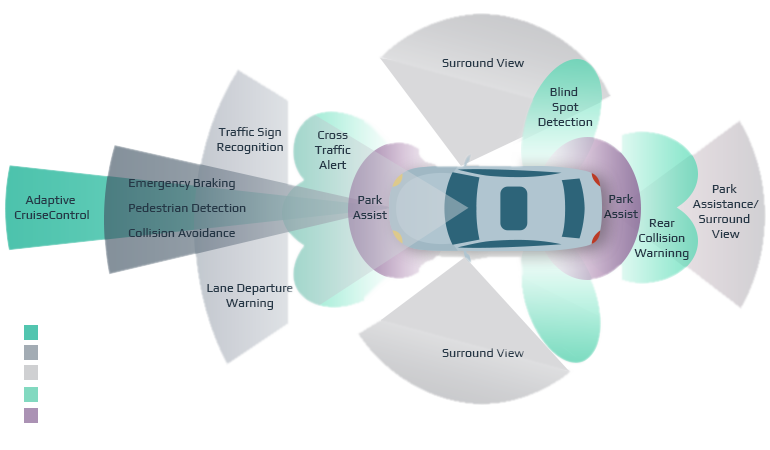 Surround View
Blind
Spot
Detection
Traffic Sign
Recognition
Cross
Traffic
Alert
Emergency Braking
Pedestrian Detection
Collision Avoidance
Adaptive
CruiseControl
Park
Assist
Park
Assist
Park
Assistance/
Surround
View
Rear
Collision
Warninng
Lane Departure
Warning
Surround View